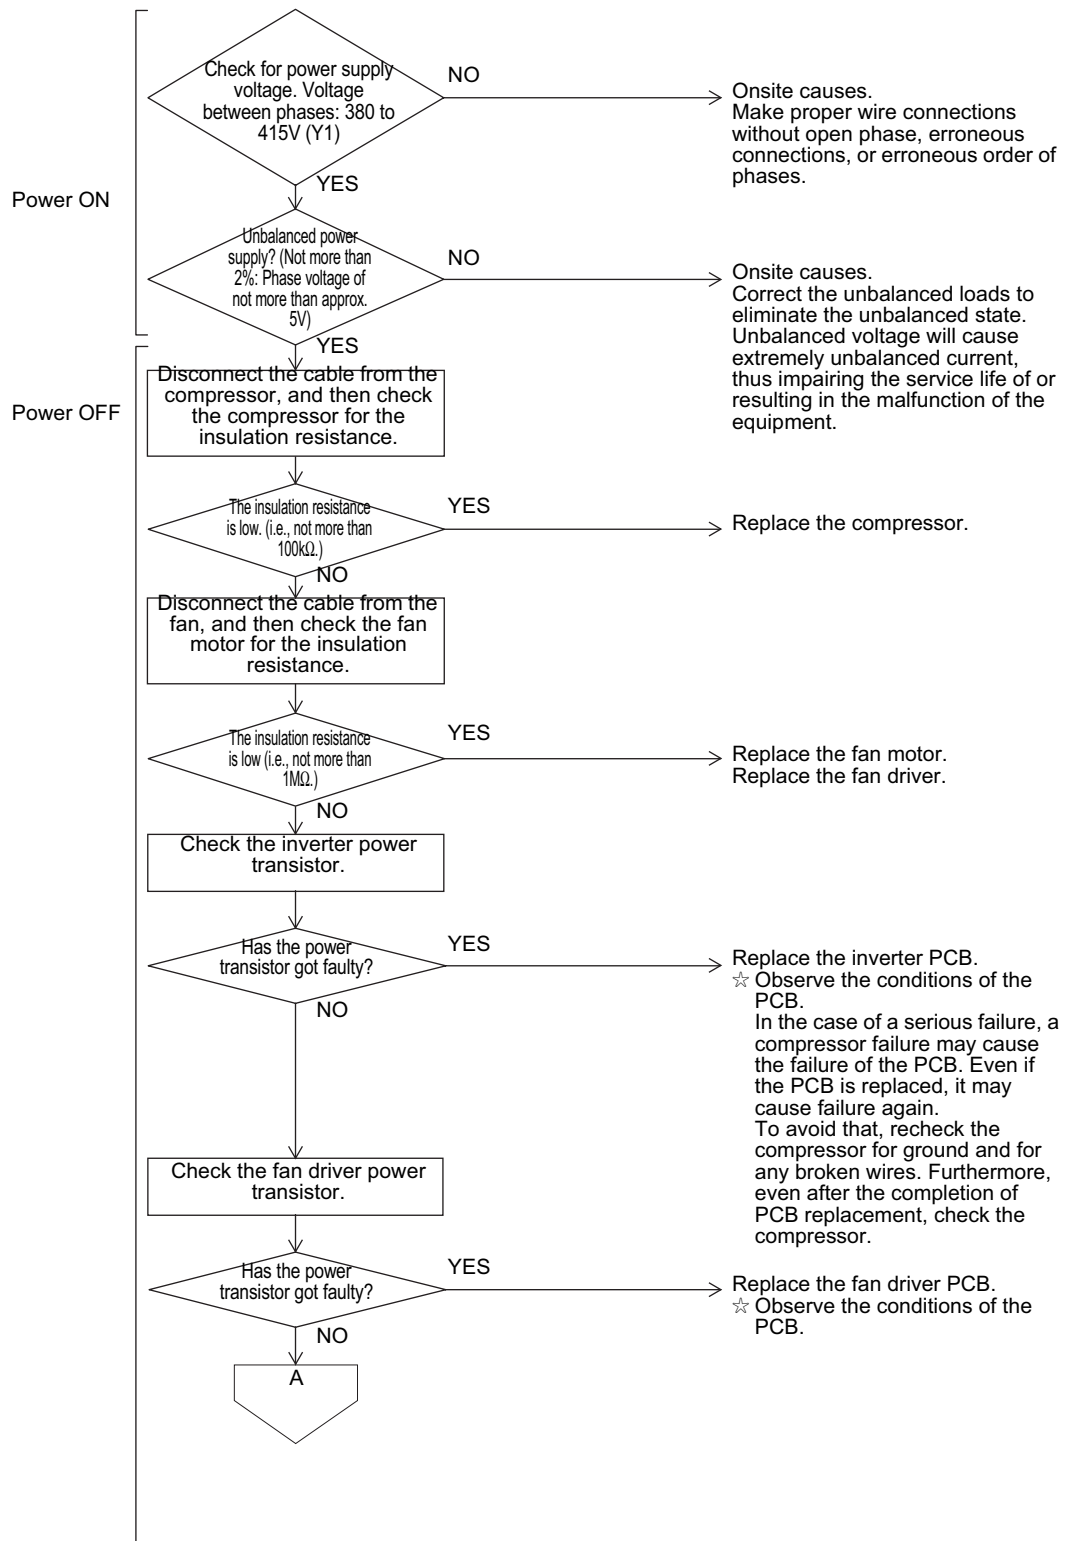 Check for power supply
voltage. Voltage
between phases: 380 to
415V (Y1)
NO
Onsite causes.
Make proper wire connections
without open phase, erroneous
connections, or erroneous order of
phases.
YES
Power ON
Unbalanced power
supply? (Not more than
2%: Phase voltage of
not more than approx.
5V)
NO
Onsite causes.
Correct the unbalanced loads to
eliminate the unbalanced state.
Unbalanced voltage will cause
extremely unbalanced current,
thus impairing the service life of or
resulting in the malfunction of the
equipment.
YES
Power OFF
Disconnect the cable from the
compressor, and then check
the compressor for the
insulation resistance.
The insulation resistance
is low. (i.e., not more than
100kΩ.)
YES
Replace the compressor.
NO
Disconnect the cable from the
fan, and then check the fan
motor for the insulation
resistance.
The insulation resistance
is low (i.e., not more than
1MΩ.)
YES
Replace the fan motor.
Replace the fan driver.
NO
Check the inverter power
transistor.
Has the power
transistor got faulty?
YES
Replace the inverter PCB.
☆ Observe the conditions of the
PCB.
In the case of a serious failure, a
compressor failure may cause
the failure of the PCB. Even if
the PCB is replaced, it may
cause failure again.
To avoid that, recheck the
compressor for ground and for
any broken wires. Furthermore,
even after the completion of
PCB replacement, check the
compressor.
NO
Check the fan driver power
transistor.
Has the power
transistor got faulty?
YES
Replace the fan driver PCB.
☆ Observe the conditions of the
PCB.
NO
A